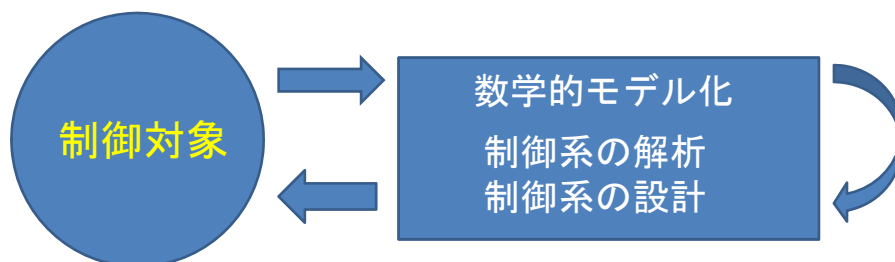 制御対象
数学的モデル化
制御系の解析
制御系の設計